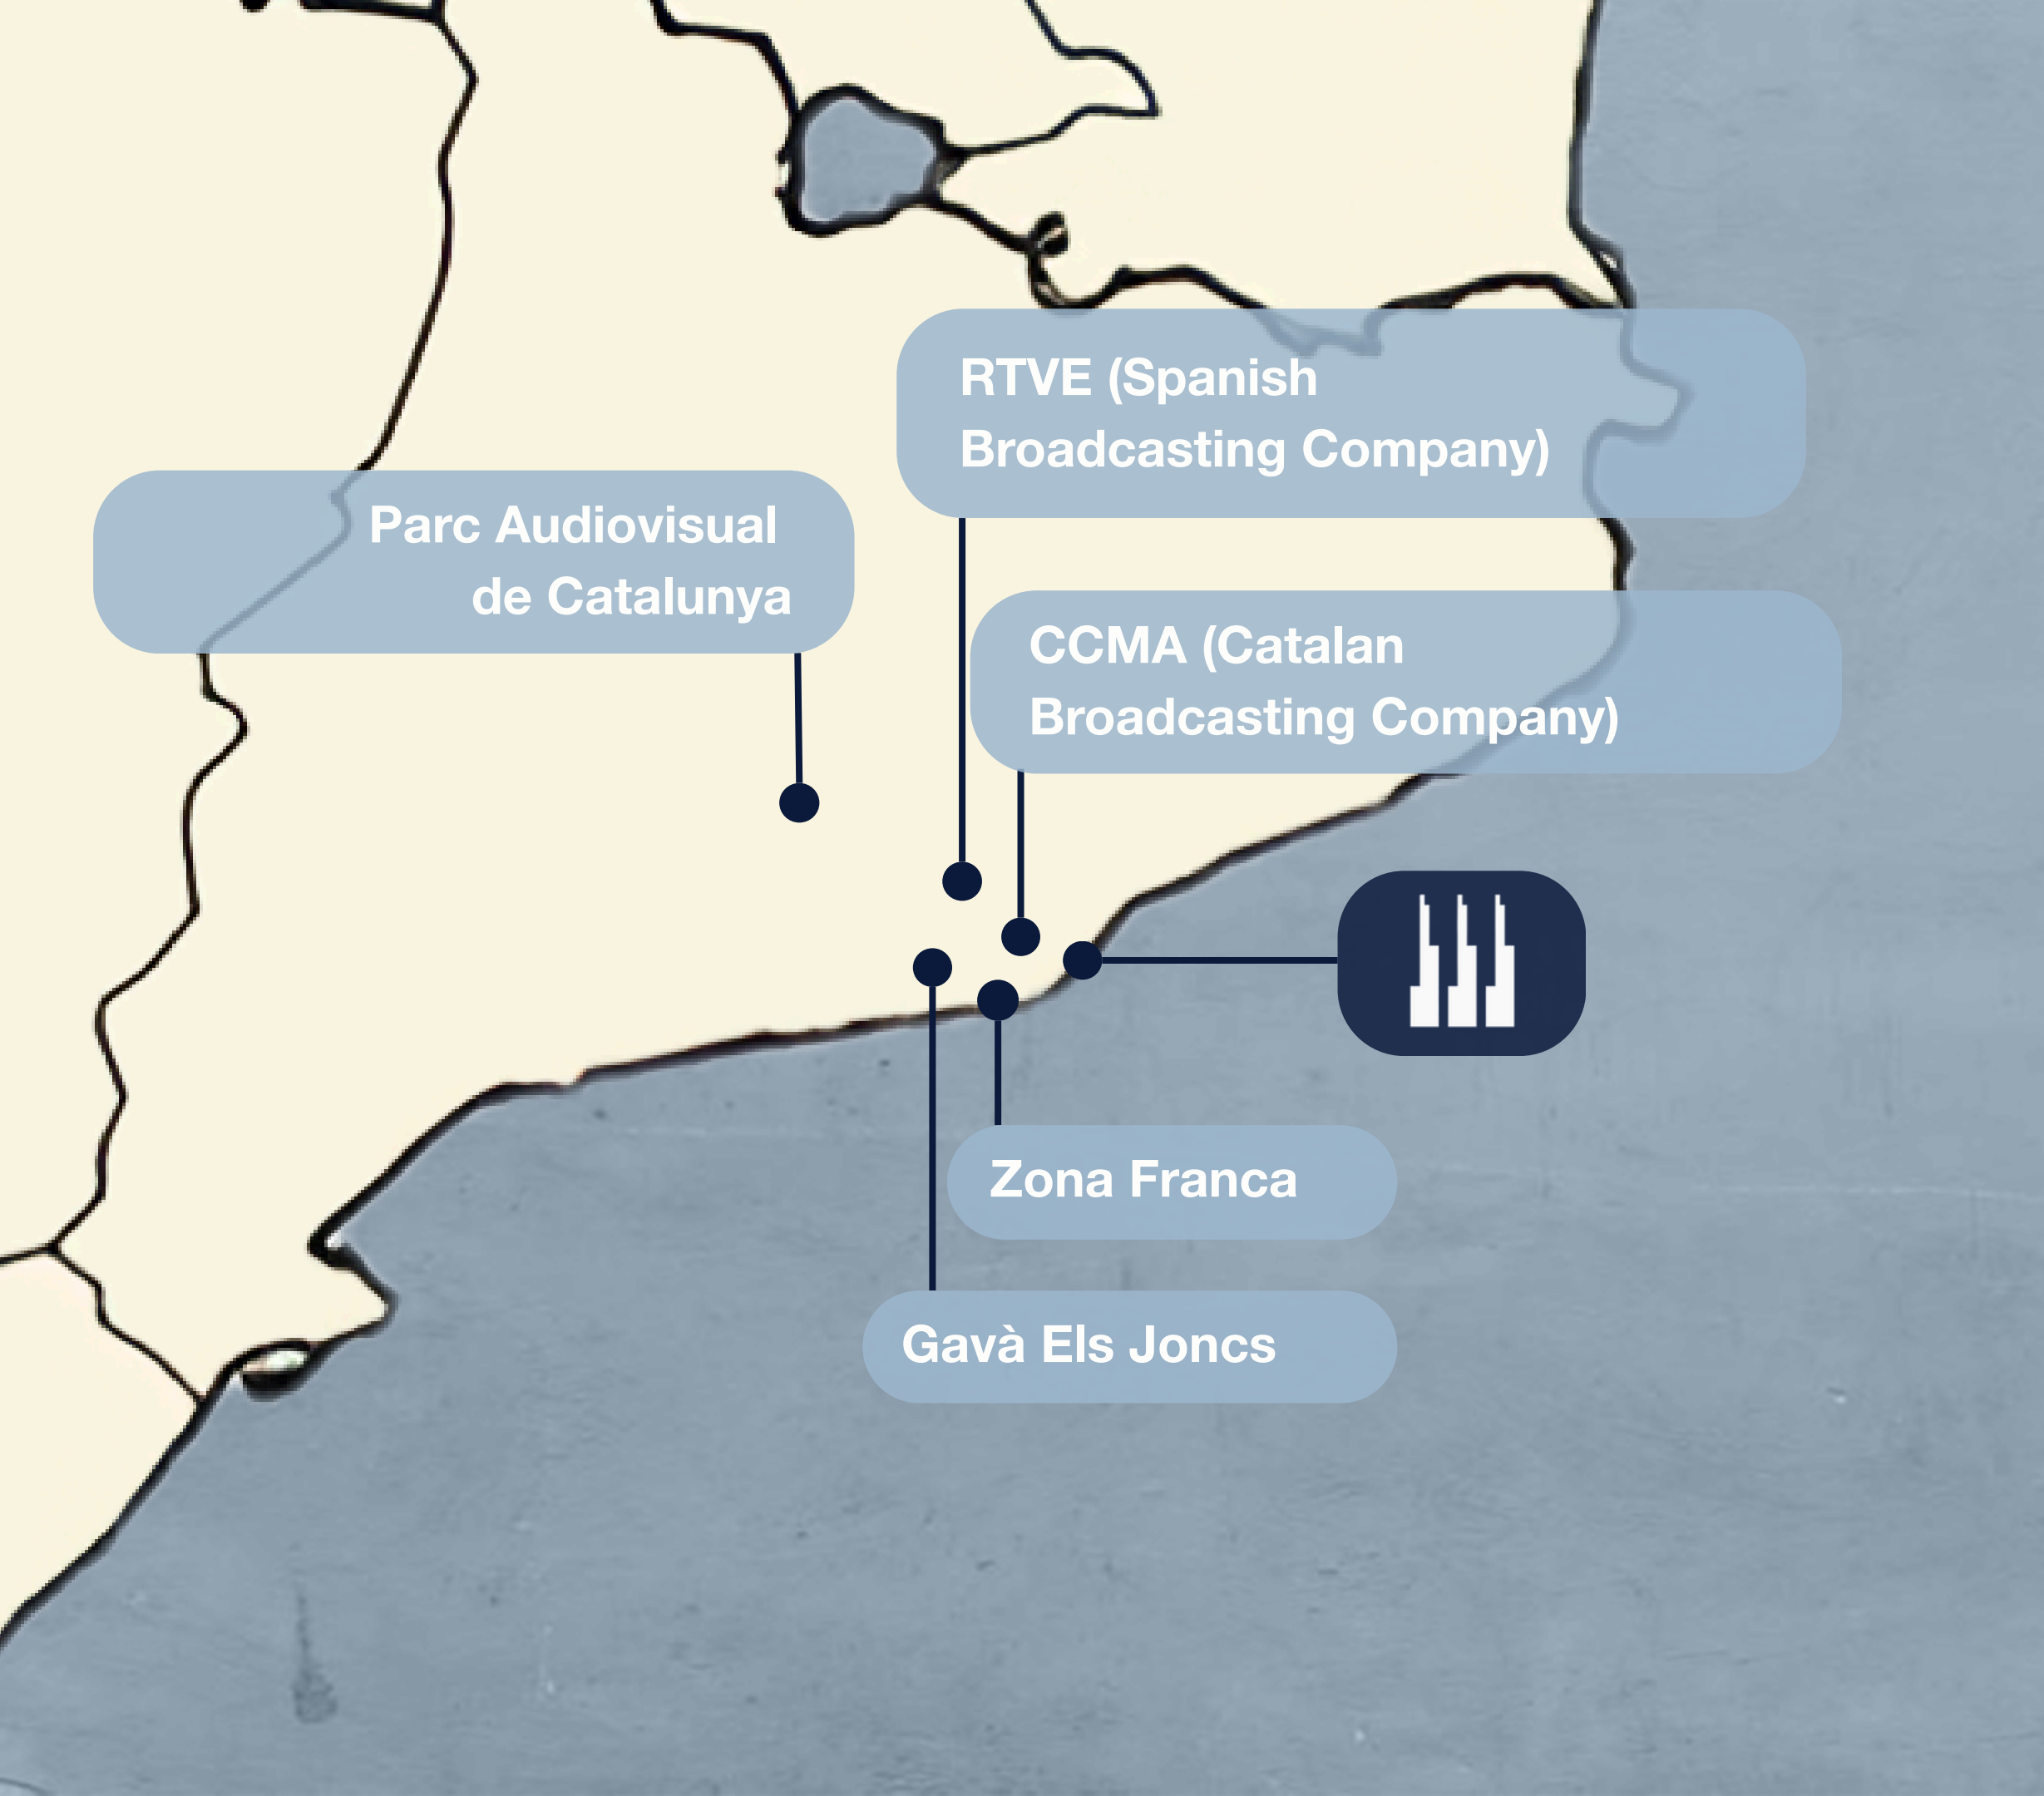 RTVE (Spanish
Broadcasting Company)
Parc Audiovisual
de Catalunya
CCMA (Catalan
Broadcasting Company)
Zona Franca
Gavà Els Joncs